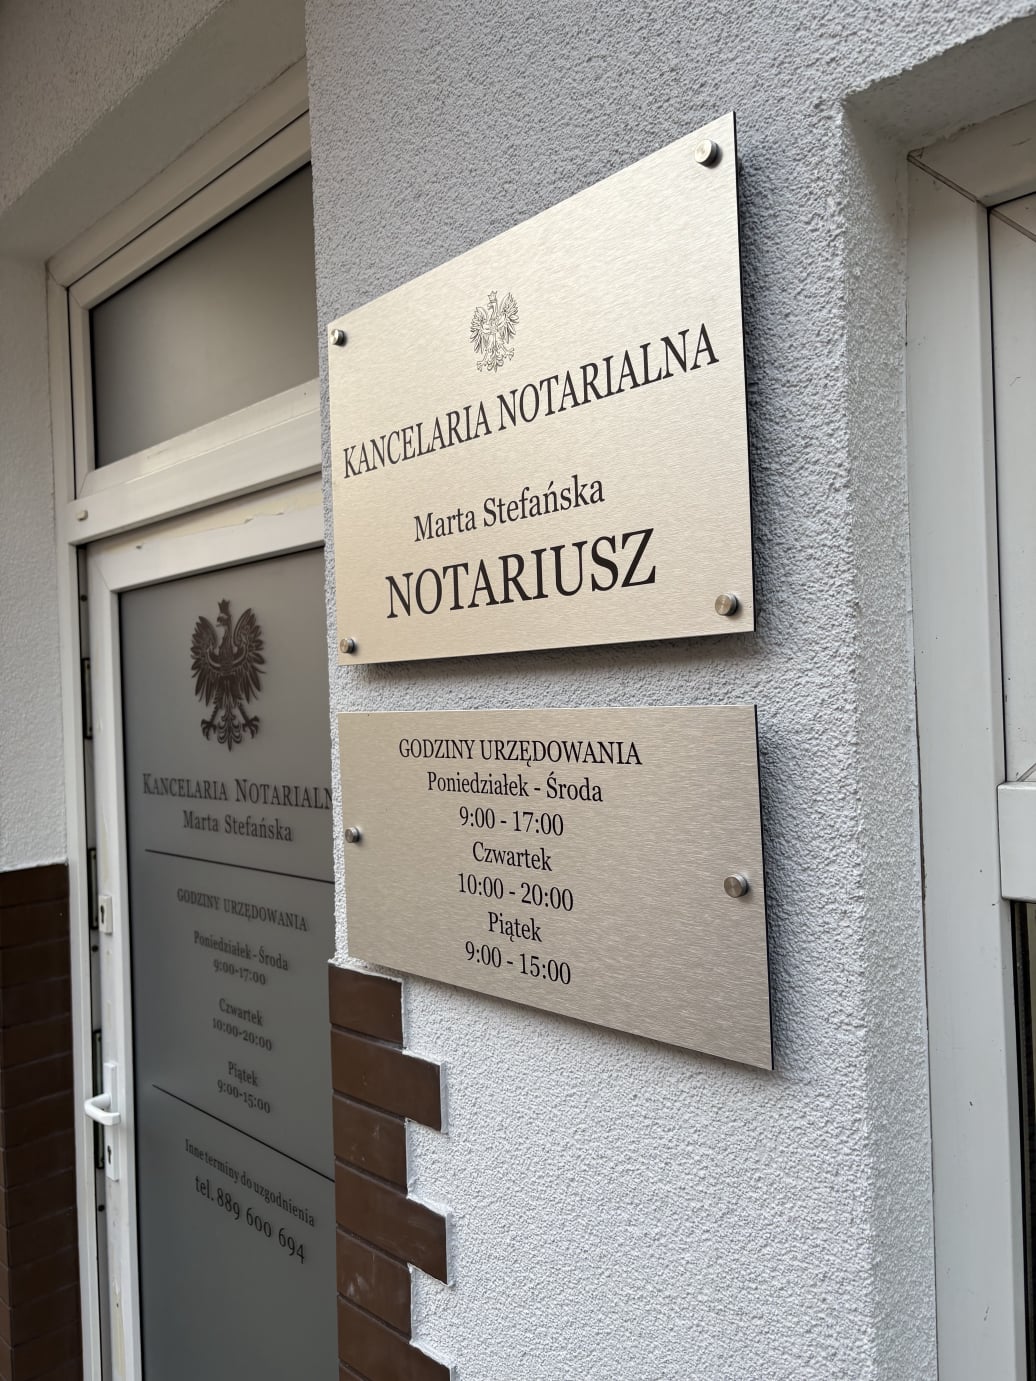 KANCELARIA NOTARIALNA
Marta Stefańska
NOTARIUSZ
GODZINY URZĘDOWANIA
Poniedziałek - Środa
9:00 - 17:00
Czwartek
10:00 - 20:00
Piątek
9:00 - 15:00
KANCELARIA NOTARIALN
Marta Stefańska
GODZINY URZĘDOWANIA
Poniedziałek - Środa
9:00-17:00
Czwartek
10:00-20:00
Piątek
9:00-15:00
Inne terminy do uzgodnienia
tel. 889 600 694